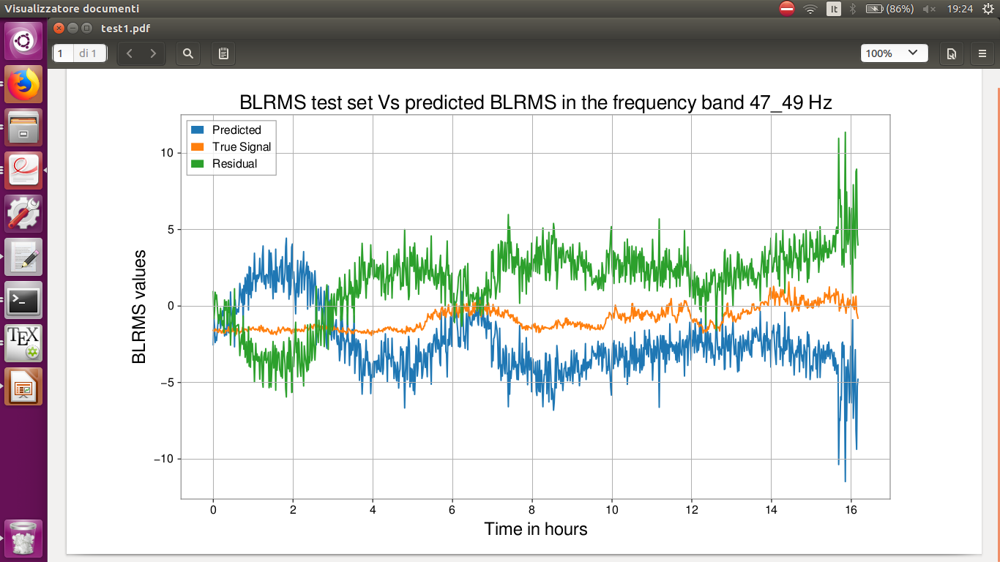 Visualizzatore documenti
It
(86%)
19:24
test1.pdf
1
di 1
100%
BLRMS test set Vs predicted BLRMS in the frequency band 47_49 Hz
Predicted
True Signal
Residual
BLRMS values
10
5
0
−5
−10
0 2 4 6 8 10 12 14 16
Time in hours
>_
TEX